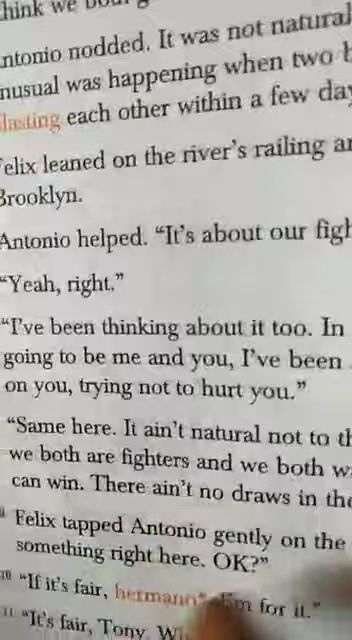 think we
ntonio nodded. It was not natural
nusual was happening when two
lasting each other within a few day
Felix leaned on the river's railing
Brooklyn.
Antonio helped. “It's about our figh
“Yeah, right.”
“I've been thinking about it too. In
going to be me and you, I've been
on you, trying not to hurt you.”
“Same here. It ain't natural not to th
we both are fighters and we both w
can win. There ain't no draws in the
Felix tapped Antonio gently on the
something right here. OK?”
10 “If it's fair, hermano, I'm for it.”
11 “It's fair, Tony.